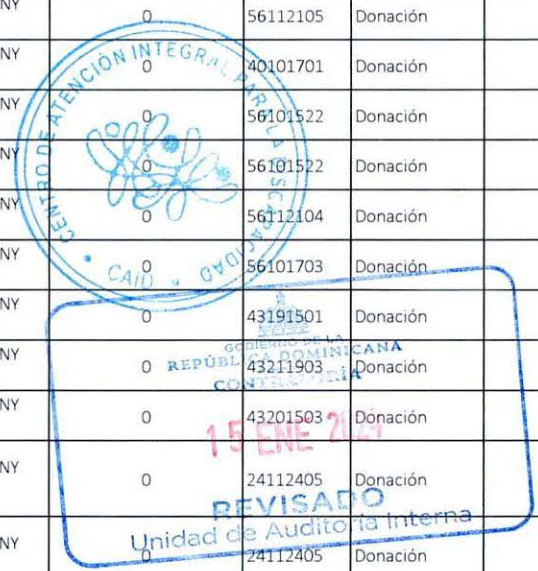 NY 0 56112105 Donación
NY 0 40101701 Donación
NY 0 56101522 Donación
NY 0 56101522 Donación
NY 0 56112104 Donación
NY 0 56101703 Donación
NY 0 43191501 Donación
NY 0 43211903 Donación
NY 0 43201503 Donación
NY 0 24112405 Donación
NY 0 24112405 Donación
CENTRO DE ATENCIÓN INTEGRAL PARA LA DISCAPACIDAD
CAID
GOBIERNO DE LA
REPÚBLICA DOMINICANA
CONTRALORÍA
15 ENE
REVISADO
Unidad de Auditoría Interna